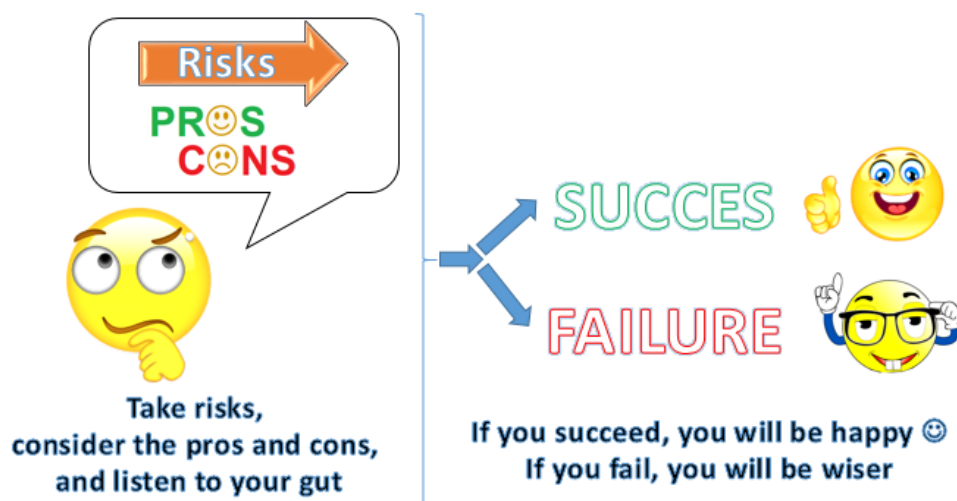 Risks
PROS
CONS
Take risks,
consider the pros and cons,
and listen to your gut
SUCCES
FAILURE
If you succeed, you will be happy ☺
If you fail, you will be wiser